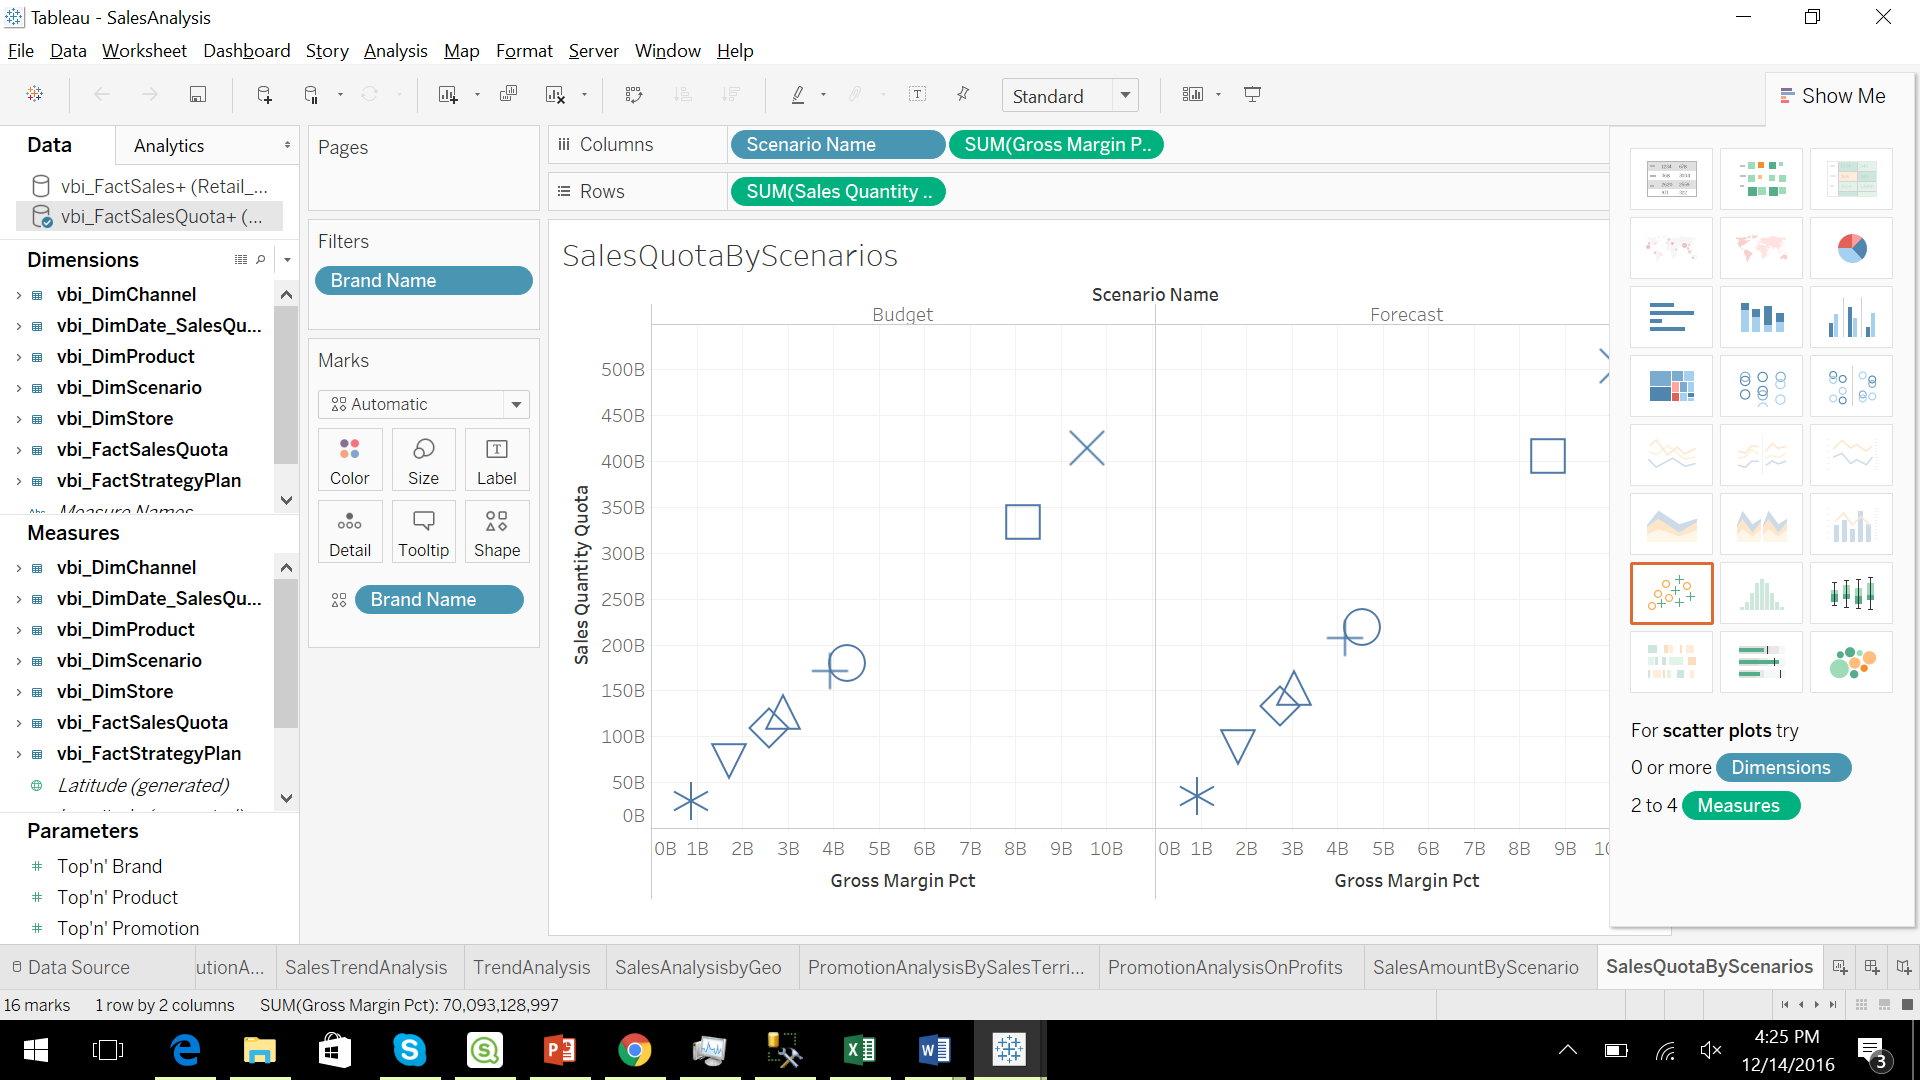 Tableau - SalesAnalysis
File Data Worksheet Dashboard Story Analysis Map Format Server Window Help
Standard
Show Me
Data Analytics
vbi_FactSales+ (Retail_...
vbi_FactSalesQuota+ (...
Dimensions
vbi_DimChannel
vbi_DimDate_SalesQu...
vbi_DimProduct
vbi_DimScenario
vbi_DimStore
vbi_FactSalesQuota
vbi_FactStrategyPlan
Abc Measure Names
Measures
vbi_DimChannel
vbi_DimDate_SalesQu...
vbi_DimProduct
vbi_DimScenario
vbi_DimStore
vbi_FactSalesQuota
vbi_FactStrategyPlan
Latitude (generated)
Parameters
Top'n' Brand
Top'n' Product
Top'n' Promotion
Pages
Filters
Brand Name
Marks
Automatic
Color Size Label
Detail Tooltip Shape
Brand Name
Columns Scenario Name SUM(Gross Margin P..
Rows SUM(Sales Quantity ..
SalesQuotaByScenarios
Scenario Name
Budget Forecast
Sales Quantity Quota
500B
450B
400B
350B
300B
250B
200B
150B
100B
50B
0B
0B 1B 2B 3B 4B 5B 6B 7B 8B 9B 10B 0B 1B 2B 3B 4B 5B 6B 7B 8B 9B
Gross Margin Pct Gross Margin Pct
For scatter plots try
0 or more Dimensions
2 to 4 Measures
Data Source utionA... SalesTrendAnalysis TrendAnalysis SalesAnalysisbyGeo PromotionAnalysisBySalesTerri... PromotionAnalysisOnProfits SalesAmountByScenario SalesQuotaByScenarios
16 marks 1 row by 2 columns SUM(Gross Margin Pct): 70,093,128,997
4:25 PM
12/14/2016
3